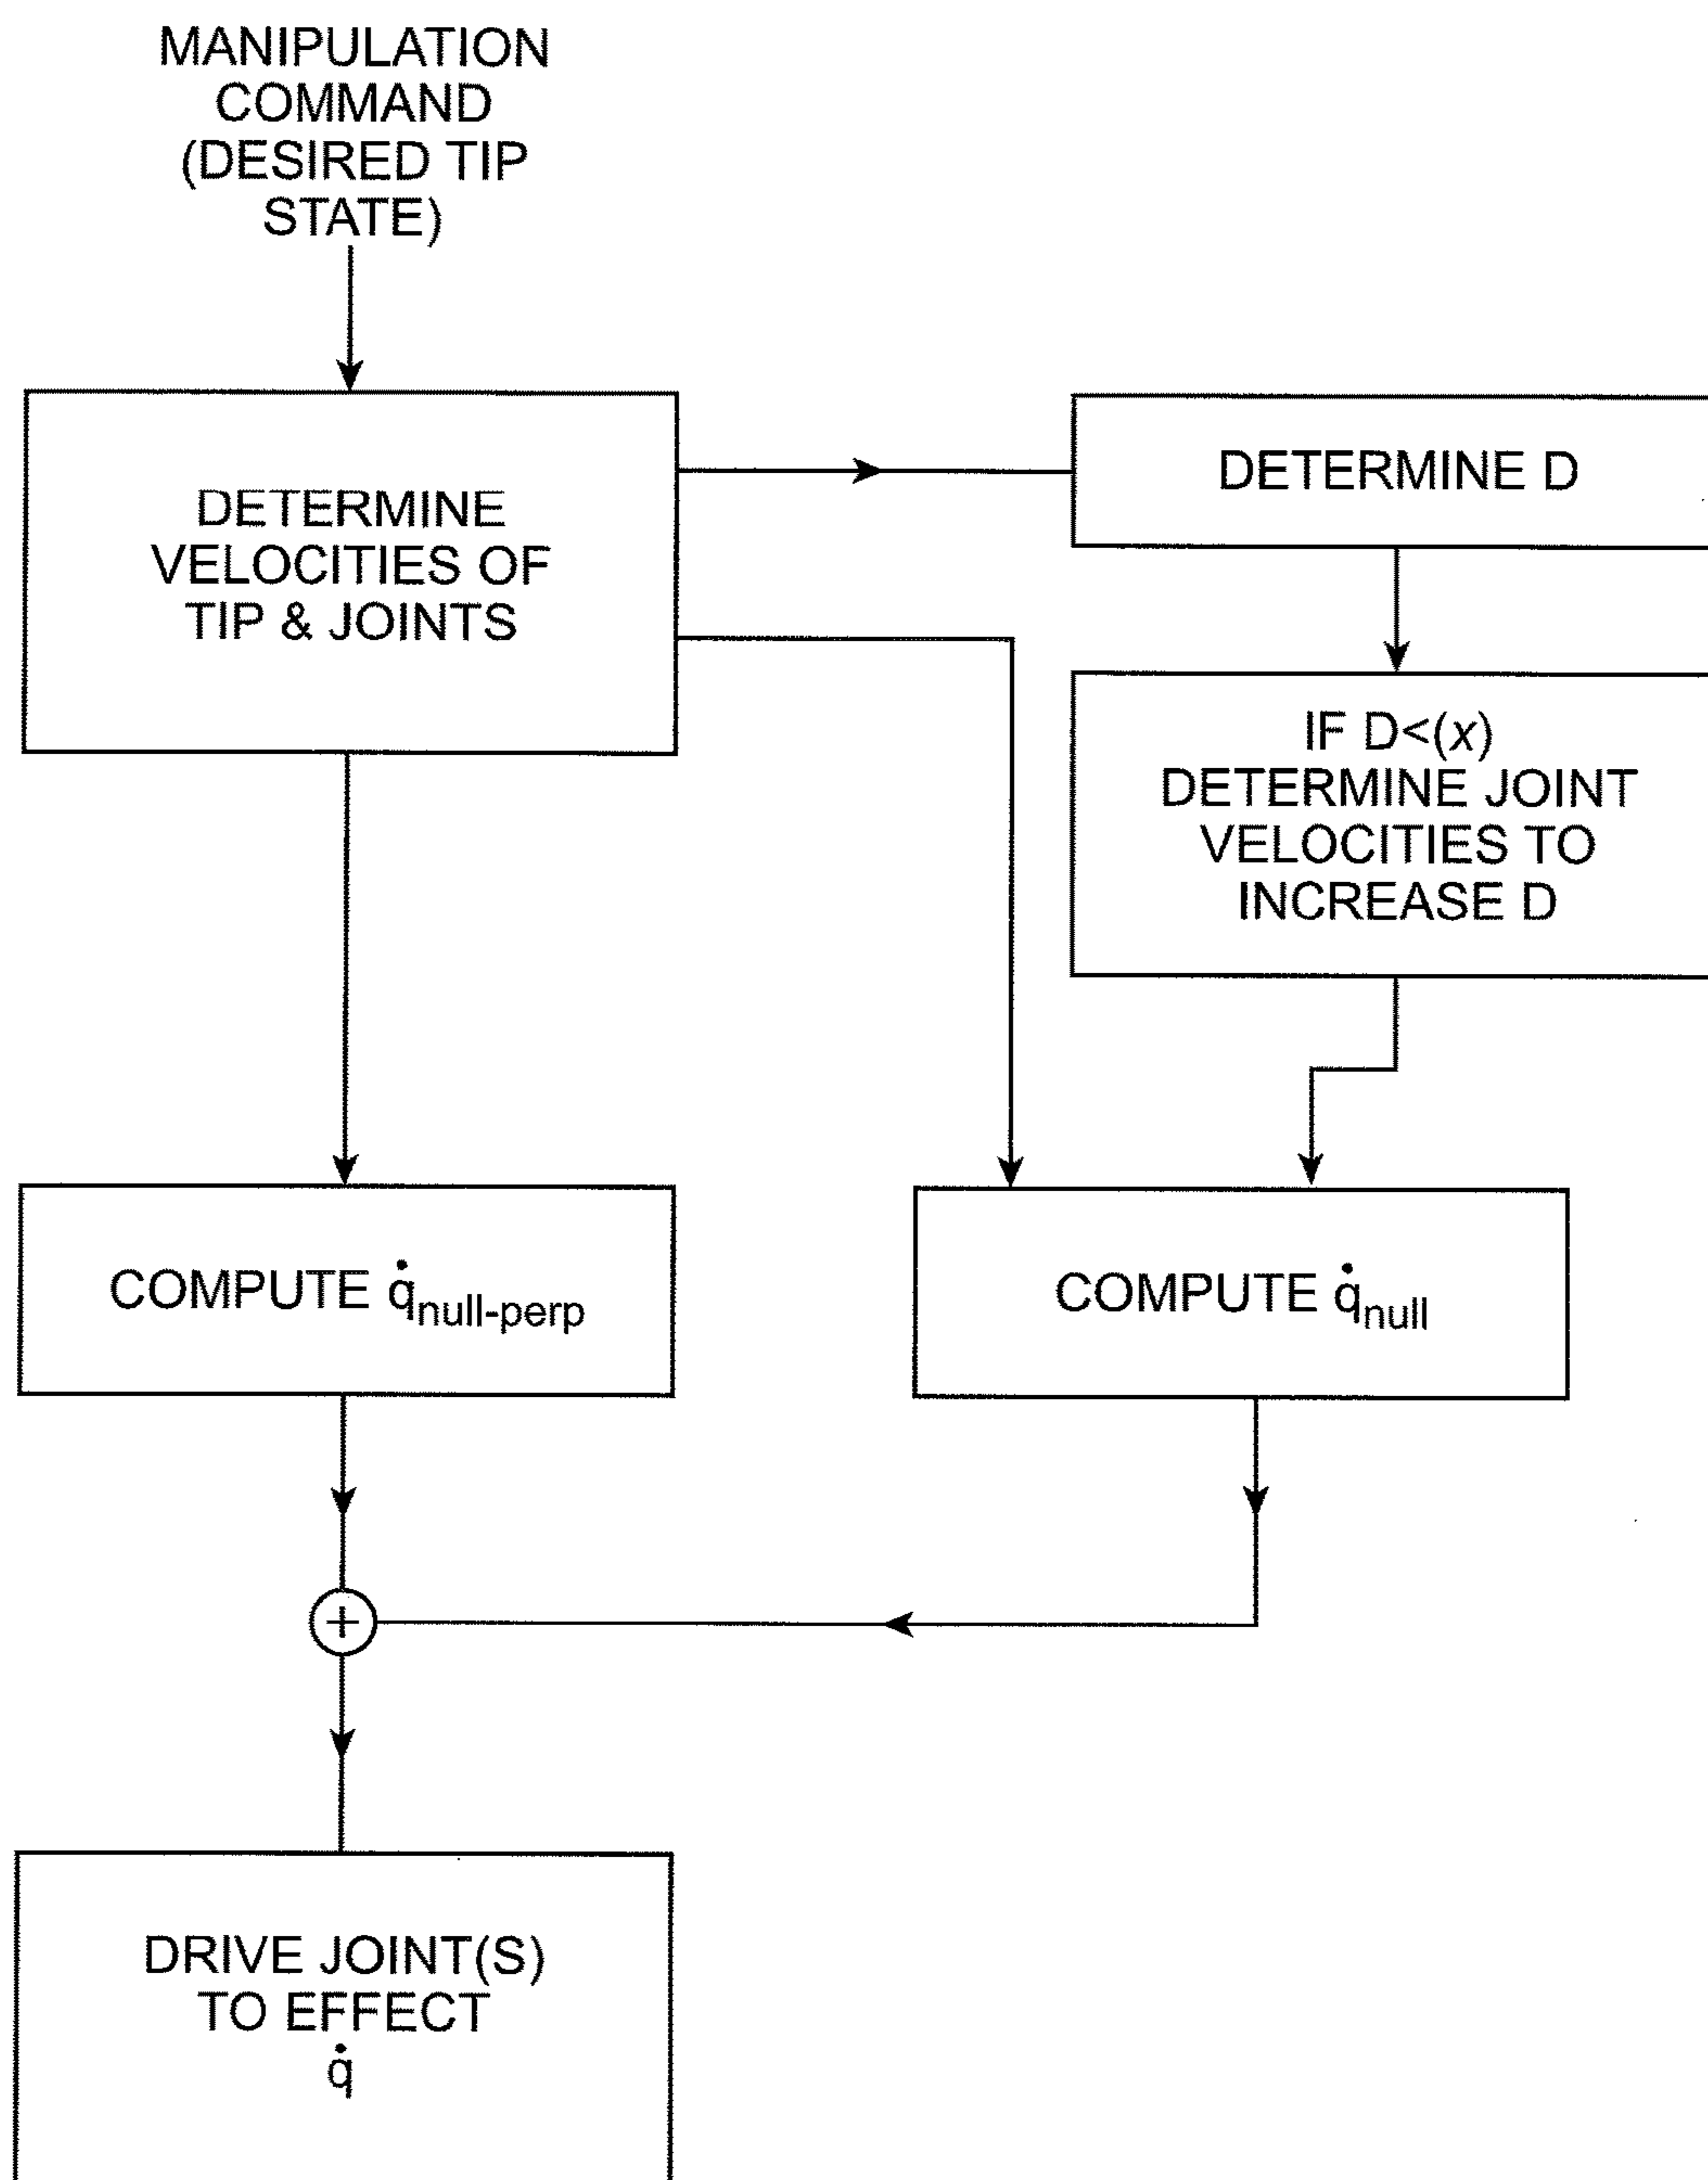 MANIPULATION
COMMAND
(DESIRED TIP
STATE)
DETERMINE
VELOCITIES OF
TIP & JOINTS
DETERMINE D
IF D<(x)
DETERMINE JOINT
VELOCITIES TO
INCREASE D
COMPUTE q̇null-perp
COMPUTE q̇null
+
DRIVE JOINT(S)
TO EFFECT
q̇